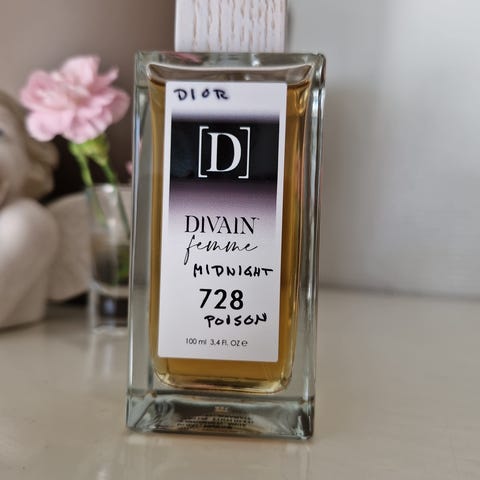 DIOR
[D]
DIVAIN
femme
MIDNIGHT
728
POISON
100 ml 3,4 Fl. OZ e